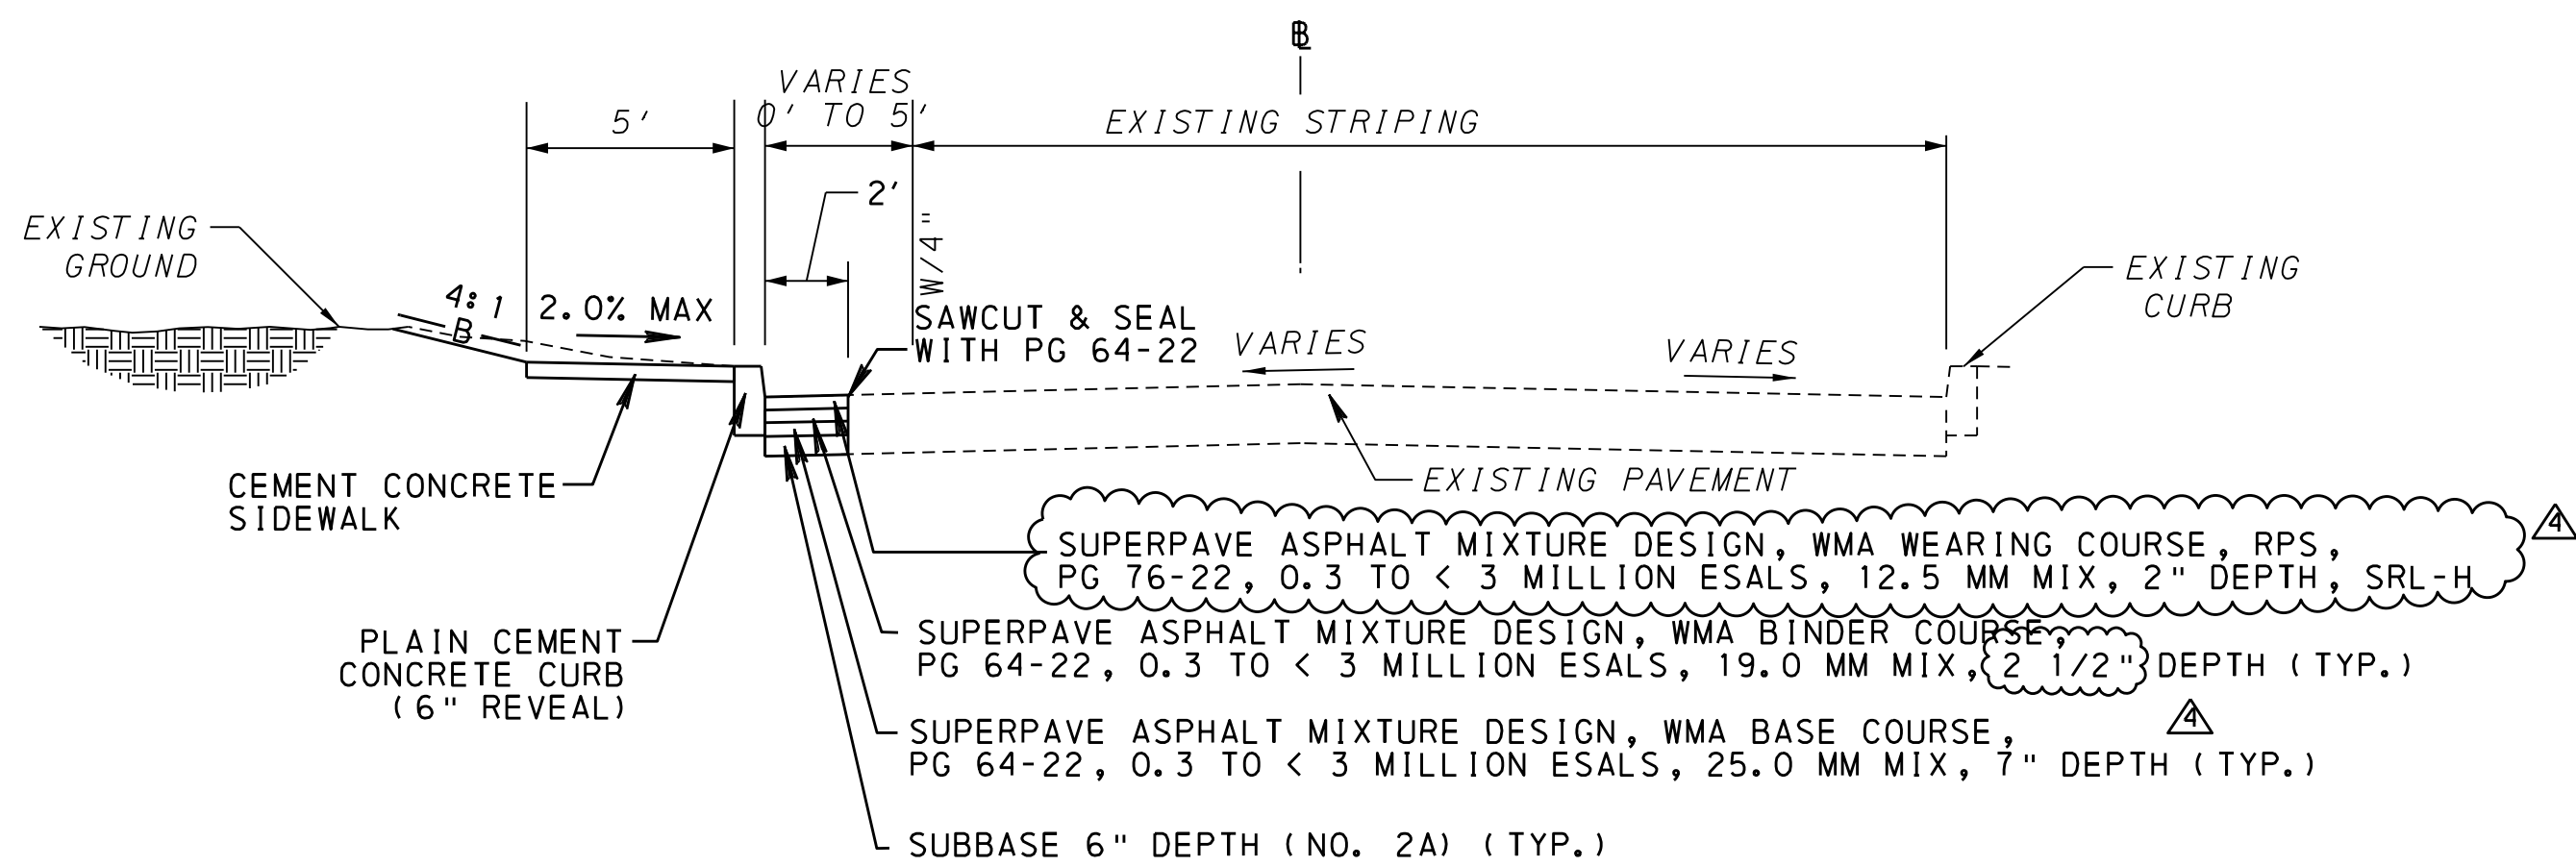 ℄
VARIES
0' TO 5'
5'
EXISTING STRIPING
2'
W/4"
EXISTING
GROUND
4:1
B
2.0% MAX
SAWCUT & SEAL
WITH PG 64-22
VARIES
VARIES
EXISTING
CURB
EXISTING PAVEMENT
CEMENT CONCRETE
SIDEWALK
SUPERPAVE ASPHALT MIXTURE DESIGN, WMA WEARING COURSE, RPS,
PG 76-22, 0.3 TO < 3 MILLION ESALS, 12.5 MM MIX, 2" DEPTH, SRL-H
4
PLAIN CEMENT
CONCRETE CURB
(6" REVEAL)
SUPERPAVE ASPHALT MIXTURE DESIGN, WMA BINDER COURSE,
PG 64-22, 0.3 TO < 3 MILLION ESALS, 19.0 MM MIX, 2 1/2" DEPTH (TYP.)
4
SUPERPAVE ASPHALT MIXTURE DESIGN, WMA BASE COURSE,
PG 64-22, 0.3 TO < 3 MILLION ESALS, 25.0 MM MIX, 7" DEPTH (TYP.)
SUBBASE 6" DEPTH (NO. 2A) (TYP.)